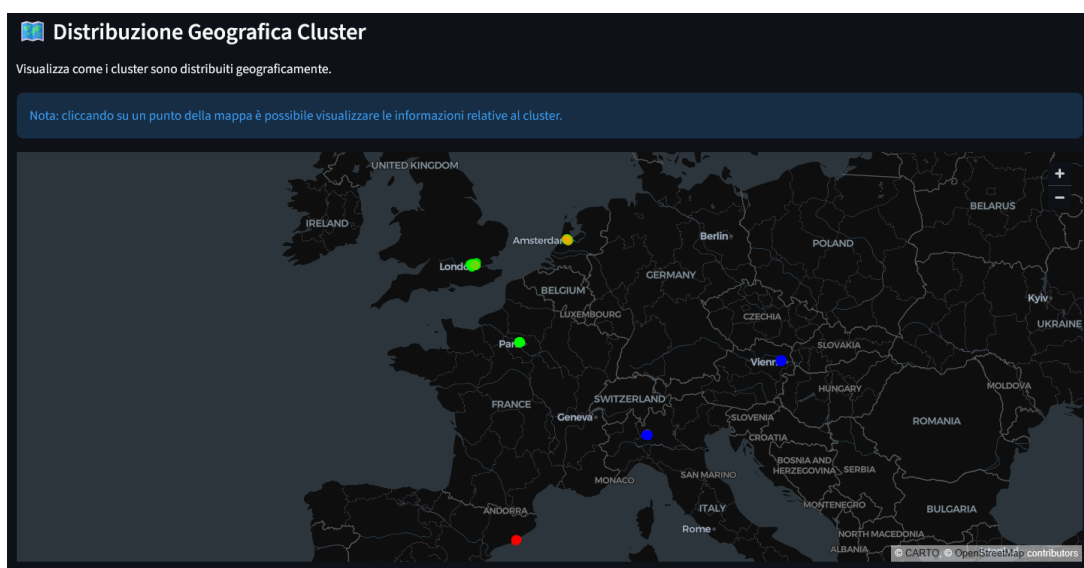 Distribuzione Geografica Cluster
Visualizza come i cluster sono distribuiti geograficamente.
Nota: cliccando su un punto della mappa è possibile visualizzare le informazioni relative al cluster.
UNITED KINGDOM
+
−
BELARUS
IRELAND
Berlin
Amsterda
POLAND
Londo
GERMANY
BELGIUM
Kyiv
LUXEMBOURG
CZECHIA
UKRAINE
Par
SLOVAKIA
Vien
MOLDOVA
HUNGARY
SWITZERLAND
FRANCE
Geneva
SLOVENIA
ROMANIA
CROATIA
BOSNIA AND
HERZEGOVINA
SERBIA
SAN MARINO
MONACO
MONTENEGRO
ITALY
BULGARIA
ANDORRA
Rome
NORTH MACEDONIA
ALBANIA
© CARTO, © OpenStreetMap contributors